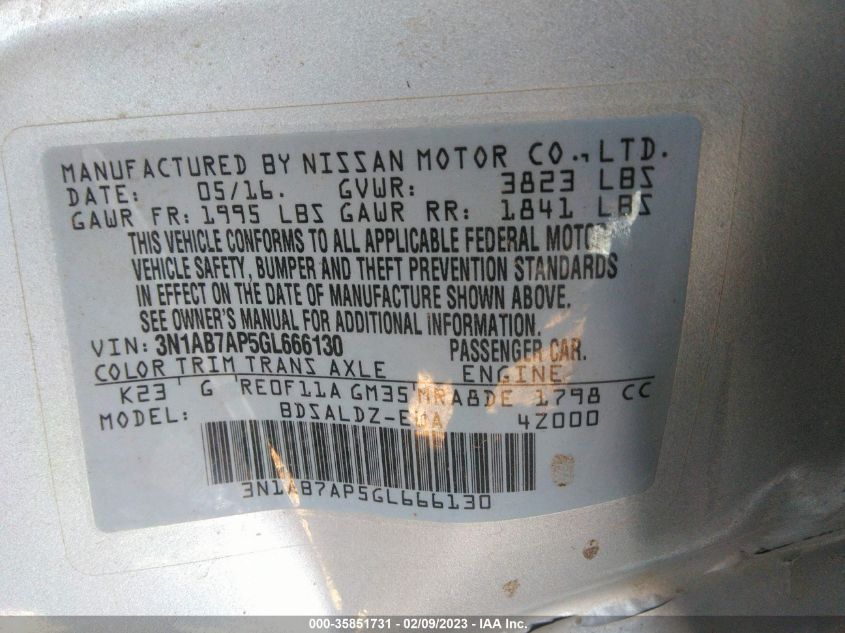 MANUFACTURED BY NISSAN MOTOR CO., LTD.
DATE: 05/16. GVWR: 3823 LBS
GAWR FR: 1995 LBS GAWR RR: 1841 LBS
THIS VEHICLE CONFORMS TO ALL APPLICABLE FEDERAL MOTOR
VEHICLE SAFETY, BUMPER AND THEFT PREVENTION STANDARDS
IN EFFECT ON THE DATE OF MANUFACTURE SHOWN ABOVE.
SEE OWNER'S MANUAL FOR ADDITIONAL INFORMATION.
VIN: 3N1AB7AP5GL666130 PASSENGER CAR.
COLOR TRIM TRANS AXLE ENGINE
K23 G RE0F11A GM35 MRA8DE 1798 CC
MODEL: 4Z000
3N1AB7AP5GL666130
000-35851731 - 02/09/2023 - IAA Inc.